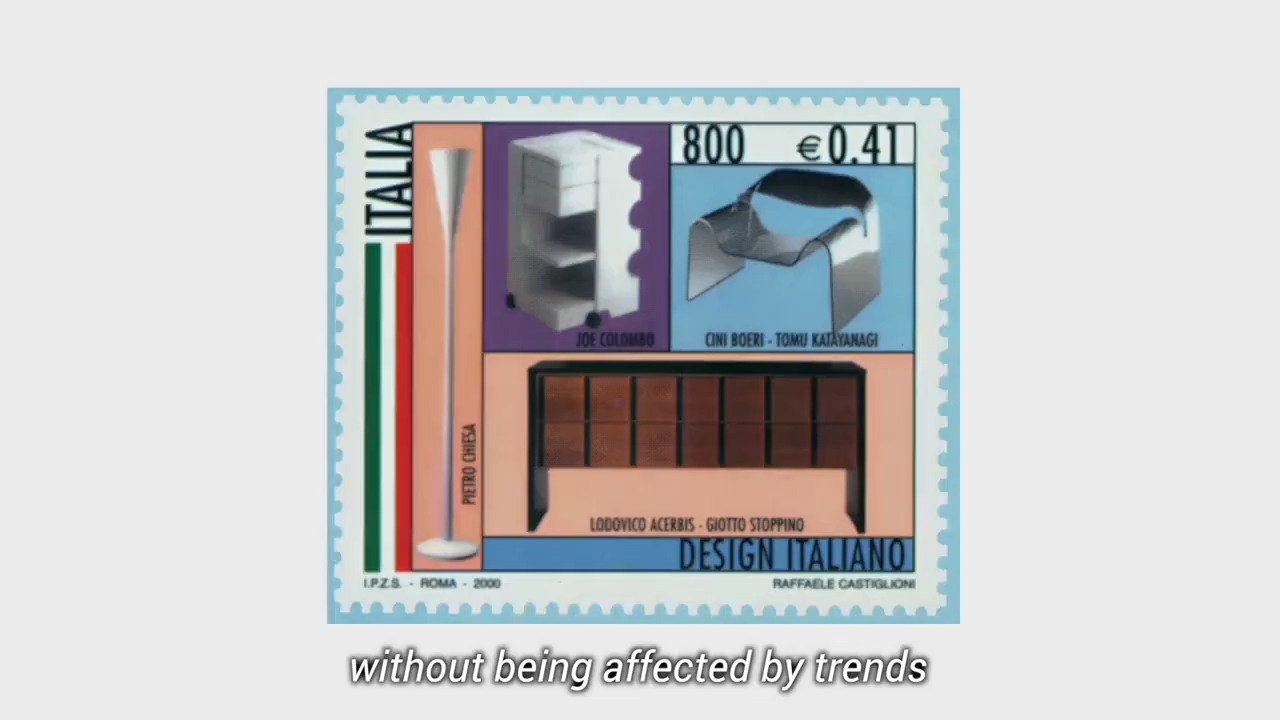 ITALIA
800 €0.41
JOE COLOMBO
CINI BOERI - TOMU KATAYANAGI
PIETRO CHIESA
LODOVICO ACERBIS - GIOTTO STOPPINO
DESIGN ITALIANO
I.P.Z.S. - ROMA - 2000
RAFFAELE CASTIGLIONI
without being affected by trends